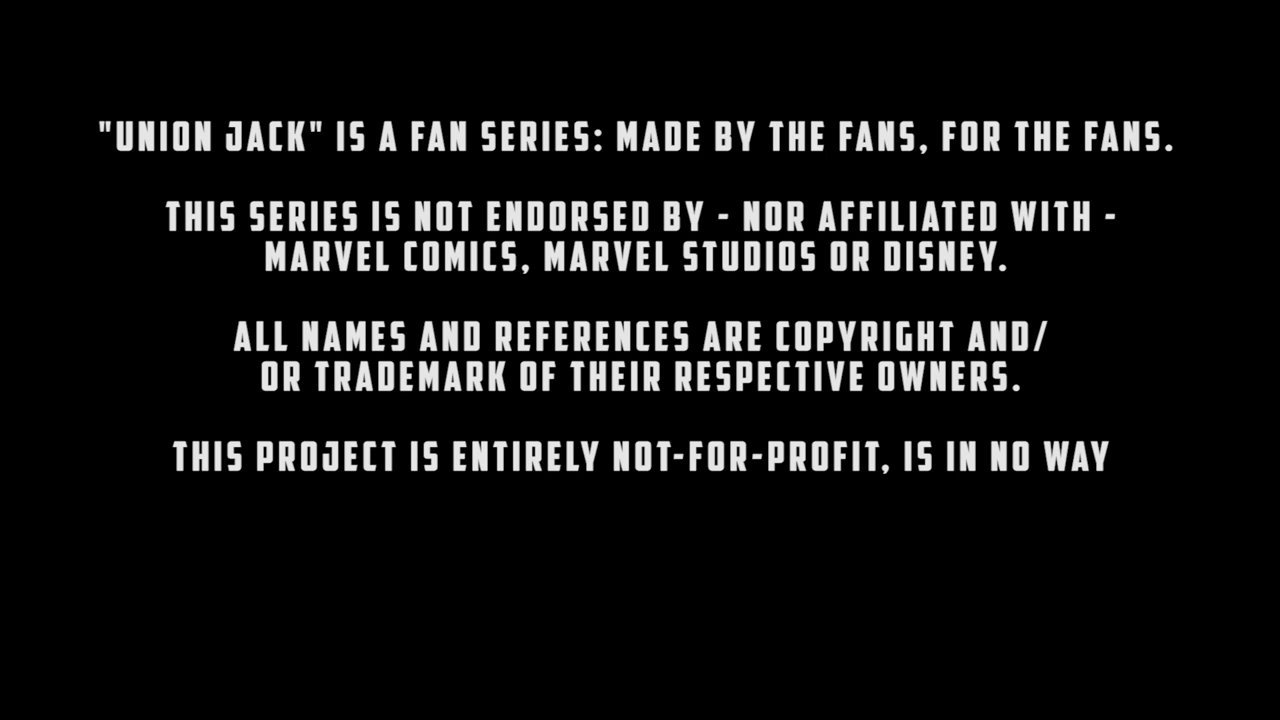 "UNION JACK" IS A FAN SERIES: MADE BY THE FANS, FOR THE FANS.
THIS SERIES IS NOT ENDORSED BY - NOR AFFILIATED WITH -
MARVEL COMICS, MARVEL STUDIOS OR DISNEY.
ALL NAMES AND REFERENCES ARE COPYRIGHT AND/
OR TRADEMARK OF THEIR RESPECTIVE OWNERS.
THIS PROJECT IS ENTIRELY NOT-FOR-PROFIT, IS IN NO WAY